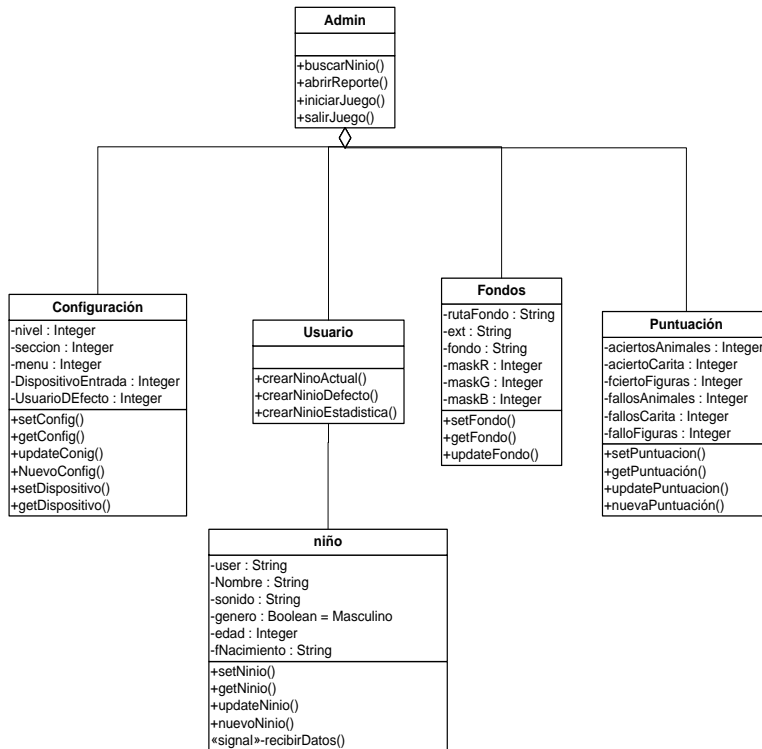 Admin
+buscarNinio()
+abrirReporte()
+iniciarJuego()
+salirJuego()
Configuración
-nivel : Integer
-seccion : Integer
-menu : Integer
-DispositivoEntrada : Integer
-UsuarioDEfecto : Integer
+setConfig()
+getConfig()
+updateConig()
+NuevoConfig()
+setDispositivo()
+getDispositivo()
Usuario
+crearNinoActual()
+crearNinioDefecto()
+crearNinioEstadistica()
Fondos
-rutaFondo : String
-ext : String
-fondo : String
-maskR : Integer
-maskG : Integer
-maskB : Integer
+setFondo()
+getFondo()
+updateFondo()
Puntuación
-aciertosAnimales : Integer
-aciertoCarita : Integer
-fciertoFiguras : Integer
-fallosAnimales : Integer
-fallosCarita : Integer
-falloFiguras : Integer
+setPuntuacion()
+getPuntuación()
+updatePuntuacion()
+nuevaPuntuación()
niño
-user : String
-Nombre : String
-sonido : String
-genero : Boolean = Masculino
-edad : Integer
-fNacimiento : String
+setNinio()
+getNinio()
+updateNinio()
+nuevoNinio()
«signal»-recibirDatos()